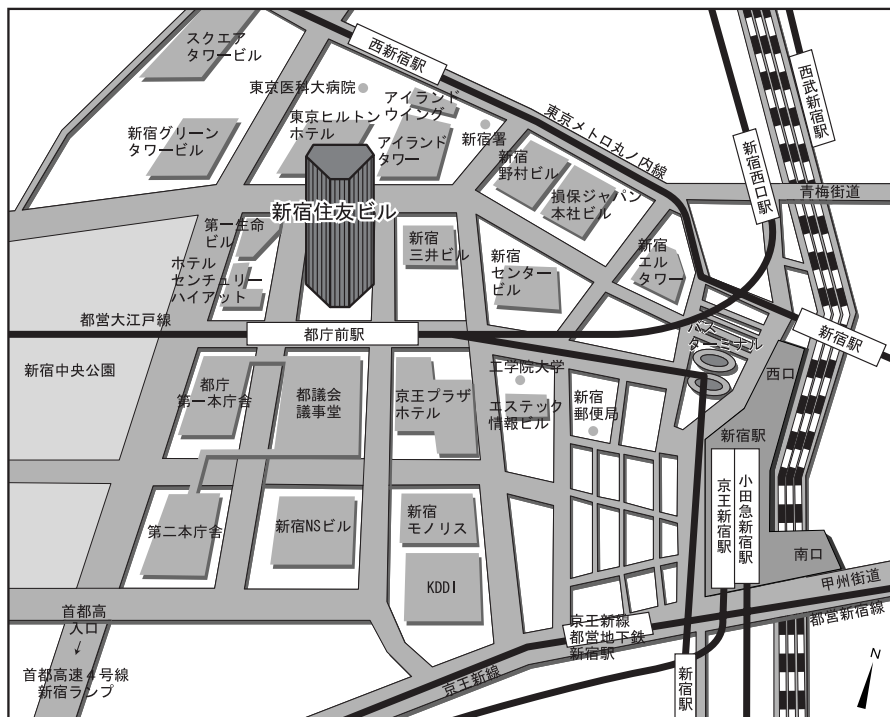 スクエア
タワービル
西新宿駅
東京医科大病院
アイランド
ウイング
東京ヒルトン
ホテル
アイランド
タワー
新宿グリーン
タワービル
新宿署
東京メトロ丸ノ内線
新宿
野村ビル
損保ジャパン
本社ビル
新宿西口駅
西武新宿駅
青梅街道
新宿住友ビル
第一生命
ビル
ホテル
センチュリー
ハイアット
新宿
三井ビル
新宿
センター
ビル
新宿
エル
タワー
都営大江戸線
都庁前駅
バス
ターミナル
新宿駅
新宿中央公園
都庁
第一本庁舎
都議会
議事堂
京王プラザ
ホテル
工学院大学
エステック
情報ビル
新宿
郵便局
西口
新宿駅
京王新宿駅
小田急新宿駅
第二本庁舎
新宿NSビル
新宿
モノリス
KDDI
南口
甲州街道
都営新宿線
首都高
入口
↓
首都高速4号線
新宿ランプ
京王新線
都営地下鉄
新宿駅
京王新線
新宿駅
N